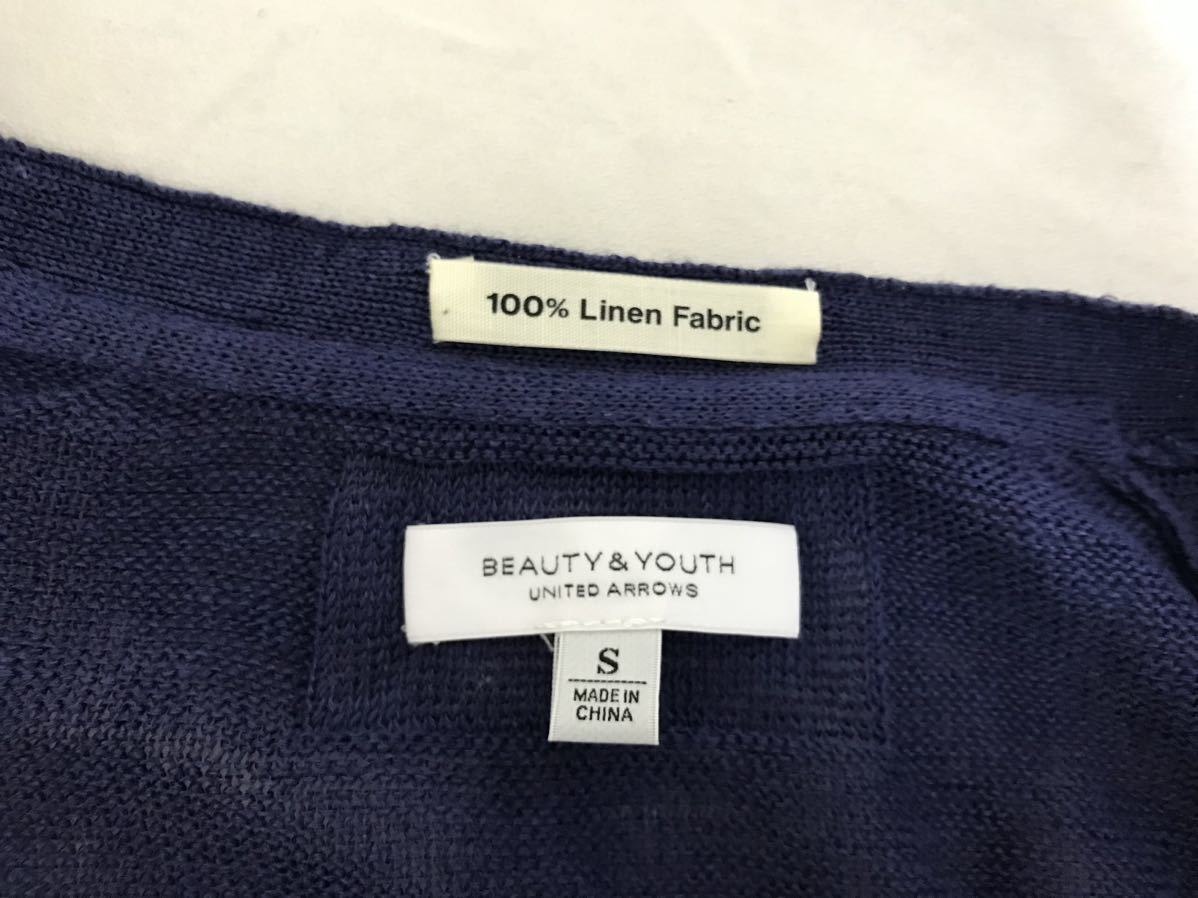 100% Linen Fabric
BEAUTY & YOUTH
UNITED ARROWS
S
MADE IN
CHINA